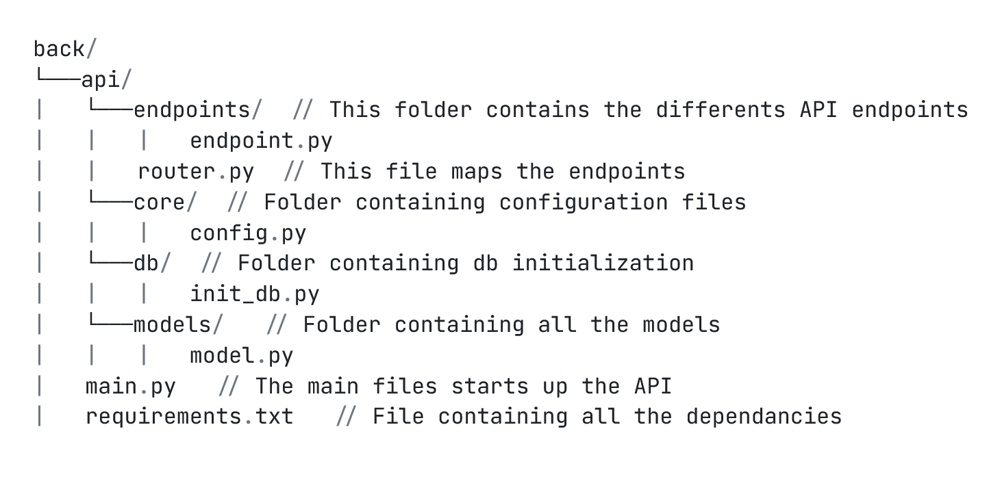 back/
└───api/
│   └───endpoints/  // This folder contains the differents API endpoints
│   │   │   endpoint.py
│   │   router.py  // This file maps the endpoints
│   └───core/  // Folder containing configuration files
│   │   │   config.py
│   └───db/  // Folder containing db initialization
│   │   │   init_db.py
│   └───models/   // Folder containing all the models
│   │   │   model.py
│   main.py   // The main files starts up the API
│   requirements.txt   // File containing all the dependancies